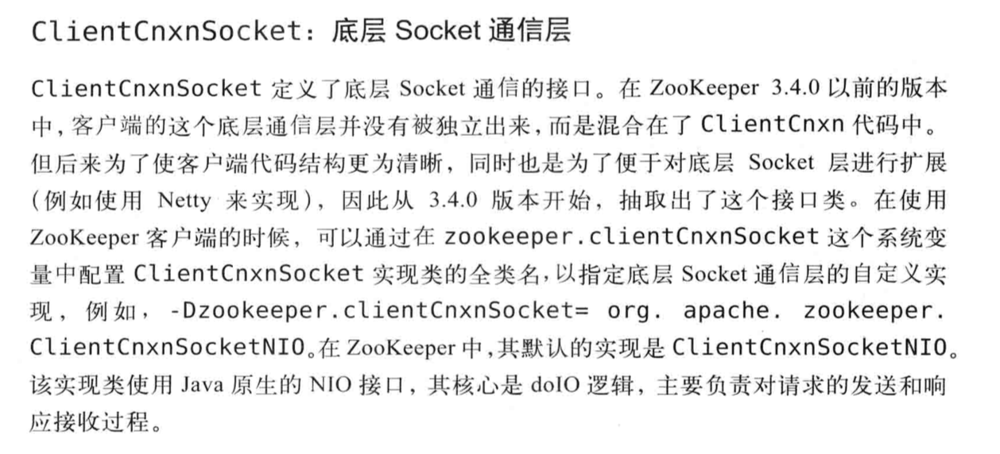 ClientCnxnSocket：底层 Socket 通信层
ClientCnxnSocket 定义了底层 Socket 通信的接口。在 ZooKeeper 3.4.0 以前的版本
中，客户端的这个底层通信层并没有被独立出来，而是混合在了 ClientCnxn 代码中。
但后来为了使客户端代码结构更为清晰，同时也是为了便于对底层 Socket 层进行扩展
（例如使用 Netty 来实现），因此从 3.4.0 版本开始，抽取出了这个接口类。在使用
ZooKeeper 客户端的时候，可以通过在 zookeeper.clientCnxnSocket 这个系统变
量中配置 ClientCnxnSocket 实现类的全类名，以指定底层 Socket 通信层的自定义实
现，例如，-Dzookeeper.clientCnxnSocket= org. apache. zookeeper.
ClientCnxnSocketNIO。在 ZooKeeper 中，其默认的实现是 ClientCnxnSocketNIO。
该实现类使用 Java 原生的 NIO 接口，其核心是 doIO 逻辑，主要负责对请求的发送和响
应接收过程。